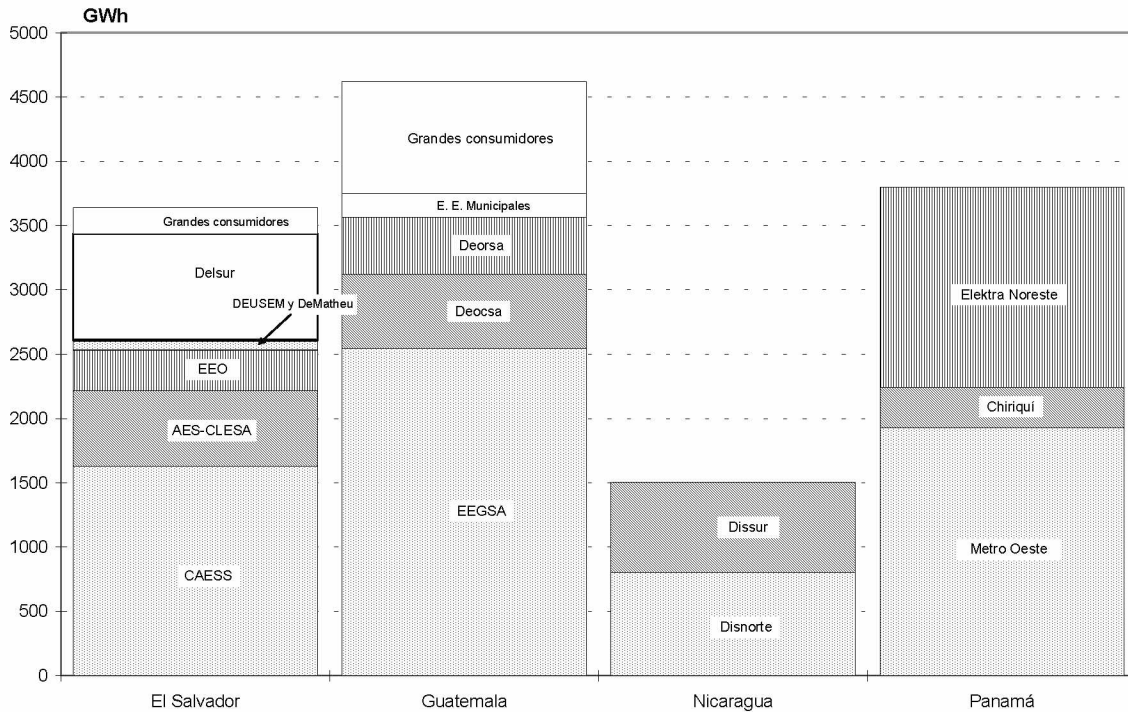 GWh
5000
4500
4000
3500
3000
2500
2000
1500
1000
500
0
Grandes consumidores
Delsur
DEUSEM y DeMatheu
EEO
AES-CLESA
CAESS
Grandes consumidores
E. E. Municipales
Deorsa
Deocsa
EEGSA
Dissur
Disnorte
Elektra Noreste
Chiriquí
Metro Oeste
El Salvador
Guatemala
Nicaragua
Panamá